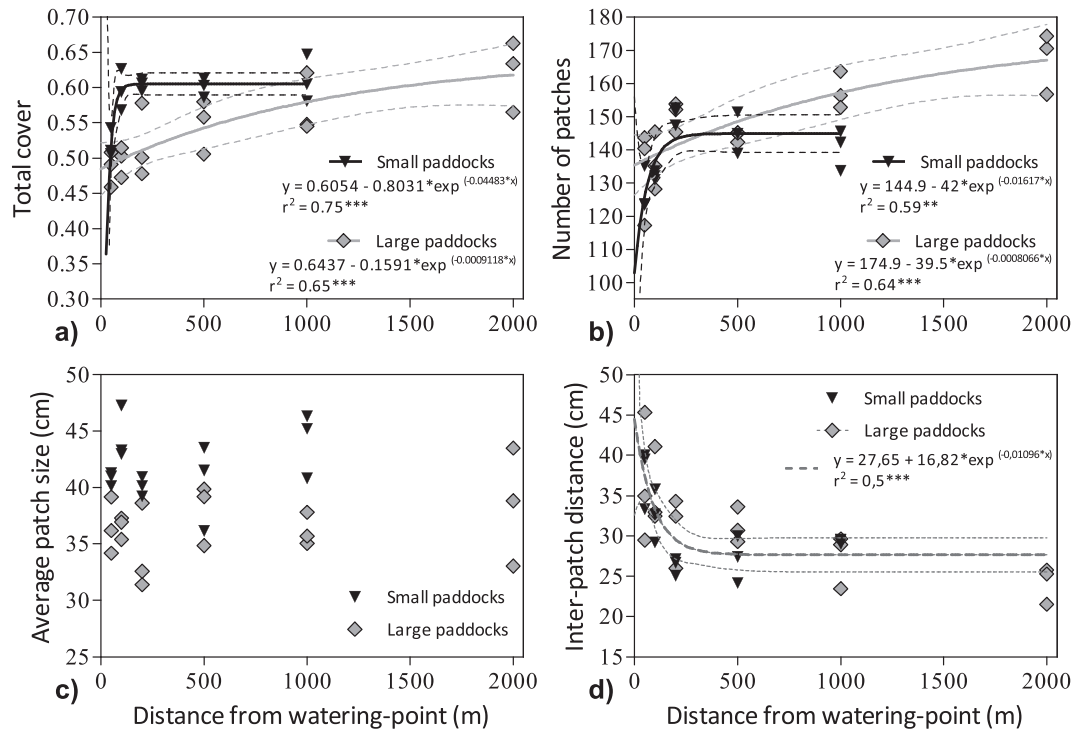 0.70
0.65
0.60
0.55
0.50
0.45
0.40
0.35
0.30
Total cover
Small paddocks
y = 0.6054 - 0.8031*exp (-0.04483*x)
r2 = 0.75***
Large paddocks
y = 0.6437 - 0.1591*exp (-0.0009118*x)
r2 = 0.65***
0 500 1000 1500 2000
a)
180
170
160
150
140
130
120
110
100
Number of patches
Small paddocks
y = 144.9 - 42*exp (-0.01617*x)
r2 = 0.59**
Large paddocks
y = 174.9 - 39.5*exp (-0.0008066*x)
r2 = 0.64***
0 500 1000 1500 2000
b)
50
45
40
35
30
25
Average patch size (cm)
Small paddocks
Large paddocks
0 500 1000 1500 2000
c)
Distance from watering-point (m)
50
45
40
35
30
25
20
15
Inter-patch distance (cm)
Small paddocks
Large paddocks
y = 27,65 + 16,82*exp (-0,01096*x)
r2 = 0,5***
0 500 1000 1500 2000
d)
Distance from watering-point (m)